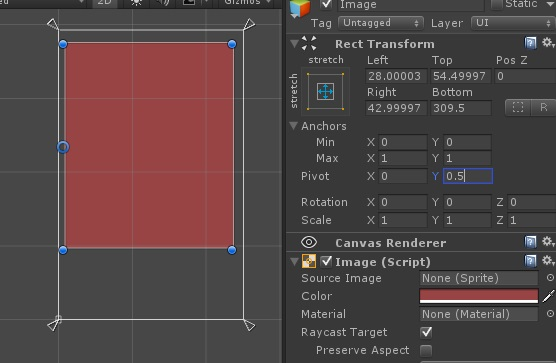 2D
Gizmos
Image
Static
Tag Untagged Layer UI
Rect Transform
stretch
stretch
Left Top Pos Z
28.00003 54.49997 0
Right Bottom
42.99997 309.5
R
Anchors
Min X 0 Y 0
Max X 1 Y 1
Pivot X 0 Y 0.5
Rotation X 0 Y 0 Z 0
Scale X 1 Y 1 Z 1
Canvas Renderer
Image (Script)
Source Image None (Sprite)
Color
Material None (Material)
Raycast Target
Preserve Aspect